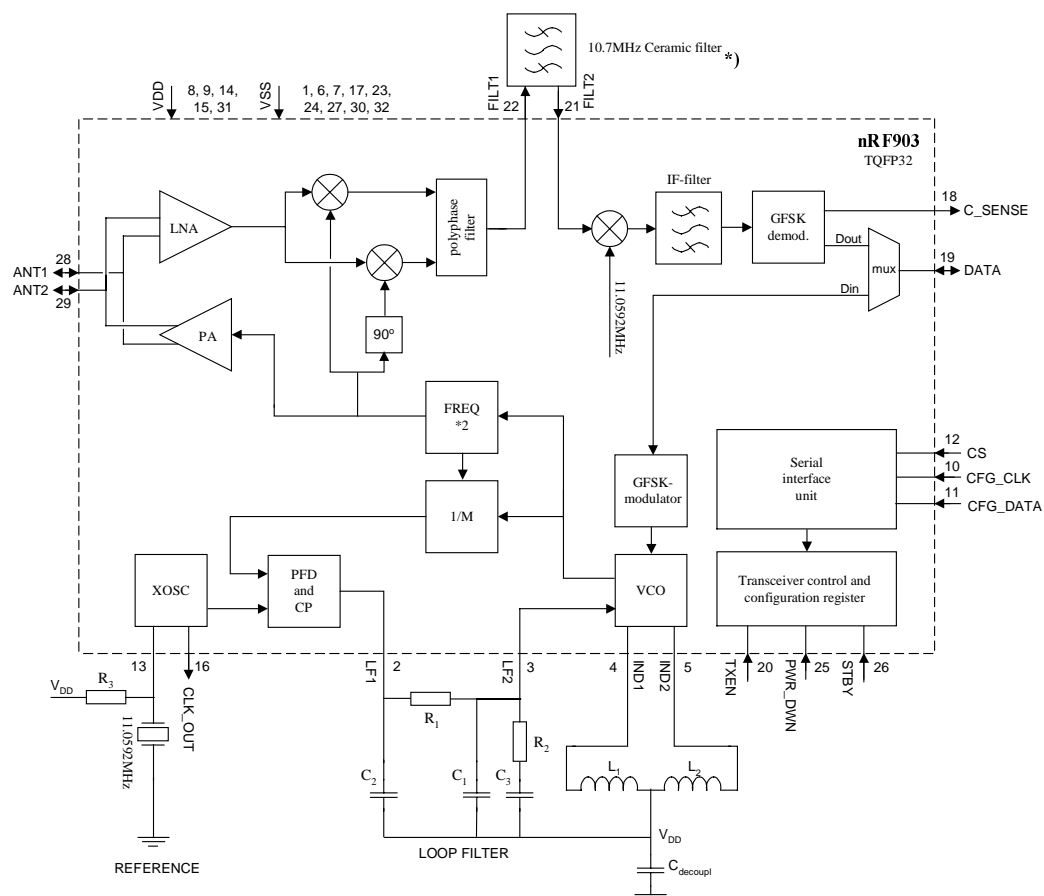 10.7MHz Ceramic filter *)
VDD
8, 9, 14,
15, 31
VSS
1, 6, 7, 17, 23,
24, 27, 30, 32
FILT1
22
21
FILT2
nRF903
TQFP32
IF-filter
LNA
polyphase
filter
GFSK
demod.
18
C_SENSE
Dout
mux
19
DATA
Din
ANT1
28
ANT2
29
11.0592MHz
PA
90º
FREQ
*2
12
CS
Serial
interface
unit
10
CFG_CLK
11
CFG_DATA
GFSK-
modulator
1/M
XOSC
PFD
and
CP
VCO
Transceiver control and
configuration register
13
16
CLK_OUT
LF1
2
LF2
3
4
IND1
IND2
5
TXEN
20
PWR_DWN
25
STBY
26
VDD
R3
11.0592MHz
R1
R2
C2
C1
C3
L1
L2
VDD
LOOP FILTER
REFERENCE
Cdecoupl